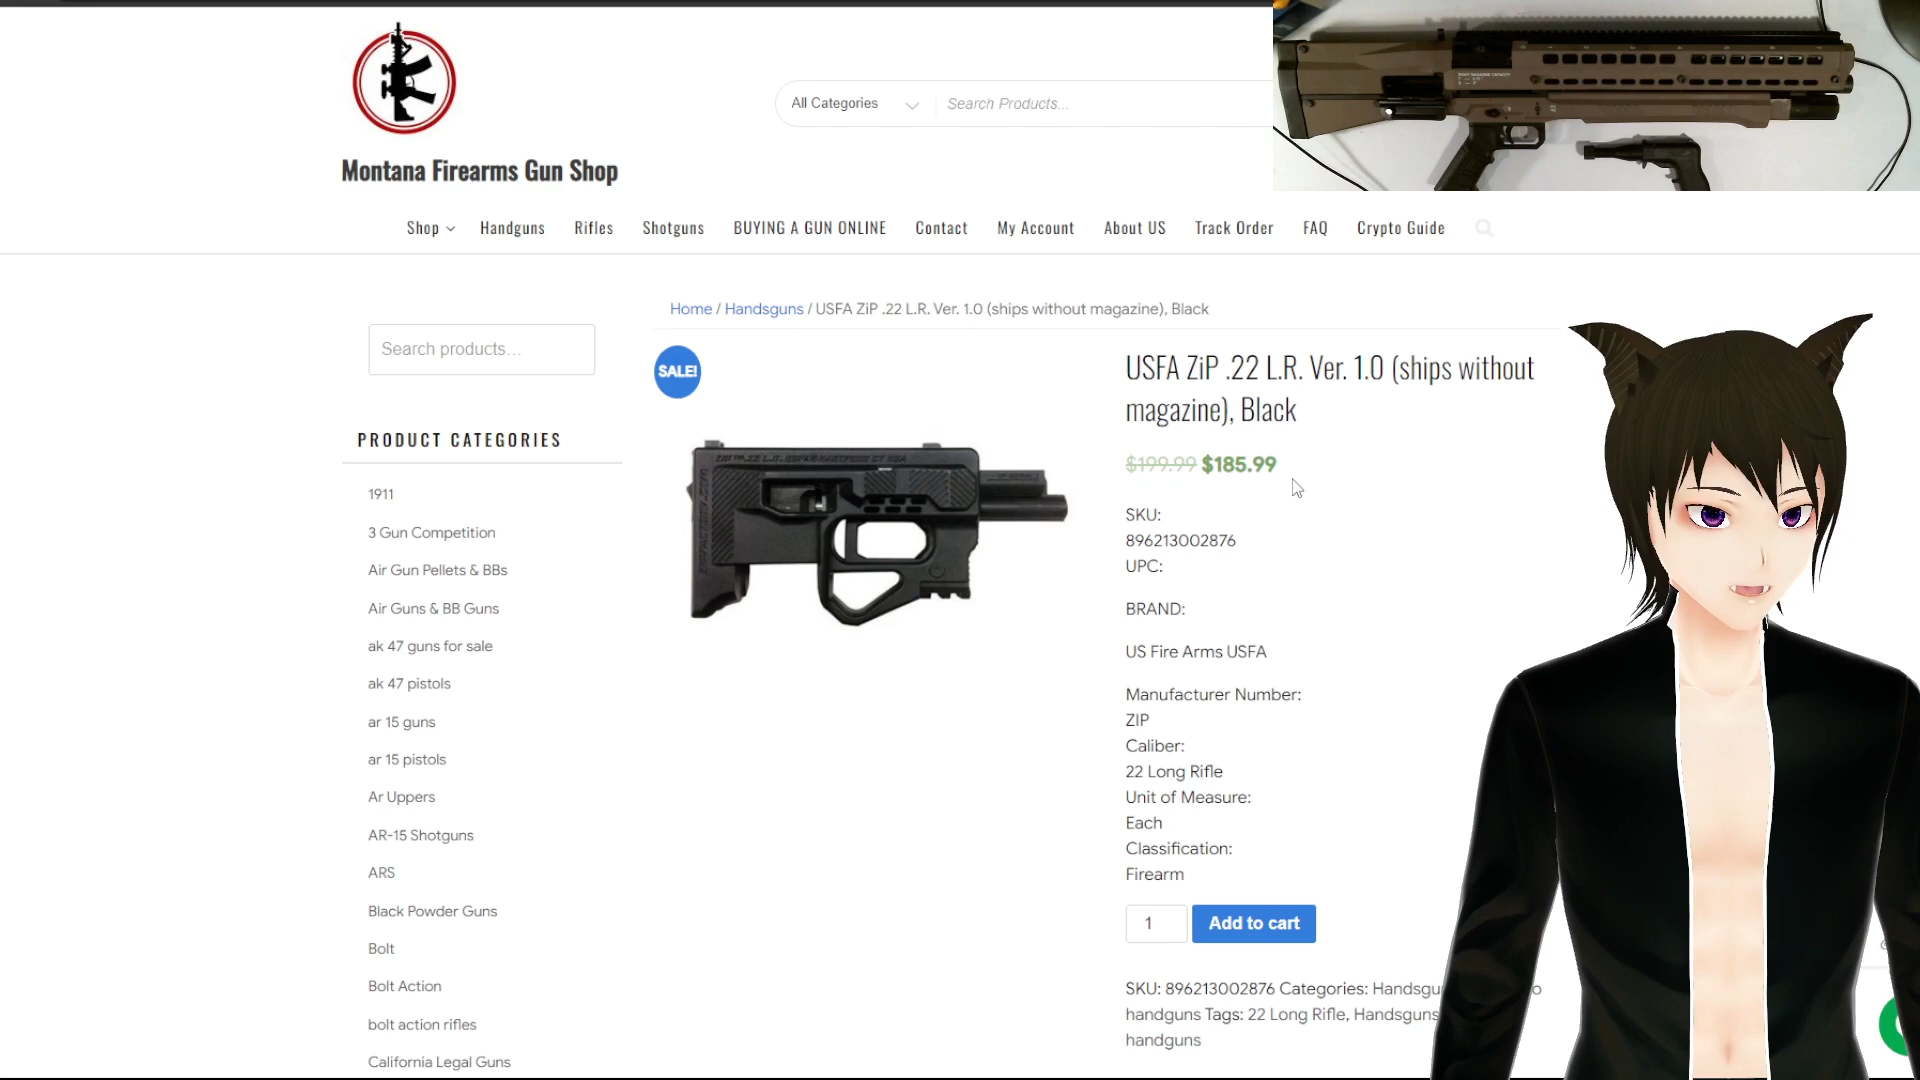 All Categories
Search Products...
Montana Firearms Gun Shop
Shop
Handguns
Rifles
Shotguns
BUYING A GUN ONLINE
Contact
My Account
About US
Track Order
FAQ
Crypto Guide
Home / Handsguns / USFA ZiP .22 L.R. Ver. 1.0 (ships without magazine), Black
Search products...
PRODUCT CATEGORIES
1911
3 Gun Competition
Air Gun Pellets & BBs
Air Guns & BB Guns
ak 47 guns for sale
ak 47 pistols
ar 15 guns
ar 15 pistols
Ar Uppers
AR-15 Shotguns
ARS
Black Powder Guns
Bolt
Bolt Action
bolt action rifles
California Legal Guns
SALE!
USFA ZiP .22 L.R. Ver. 1.0 (ships without
magazine), Black
$199.99 $185.99
SKU:
896213002876
UPC:
BRAND:
US Fire Arms USFA
Manufacturer Number:
ZIP
Caliber:
22 Long Rifle
Unit of Measure:
Each
Classification:
Firearm
1
Add to cart
SKU: 896213002876 Categories: Handsgu
handguns Tags: 22 Long Rifle, Handsguns
handguns